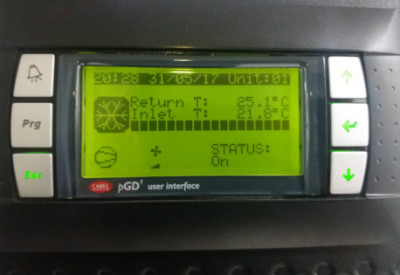 20:28 31/05/17 Unit:01
Return T: 25.1°C
Inlet T: 21.8°C
STATUS:
On
Prg
Esc
CAREL pGD¹ user interface